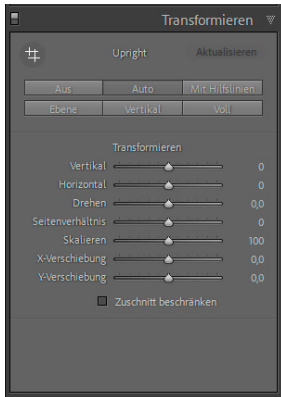 Transformieren
Upright Aktualisieren
Aus Auto Mit Hilfslinien
Ebene Vertikal Voll
Transformieren
Vertikal 0
Horizontal 0
Drehen 0,0
Seitenverhältnis 0
Skalieren 100
X-Verschiebung 0,0
Y-Verschiebung 0,0
Zuschnitt beschränken